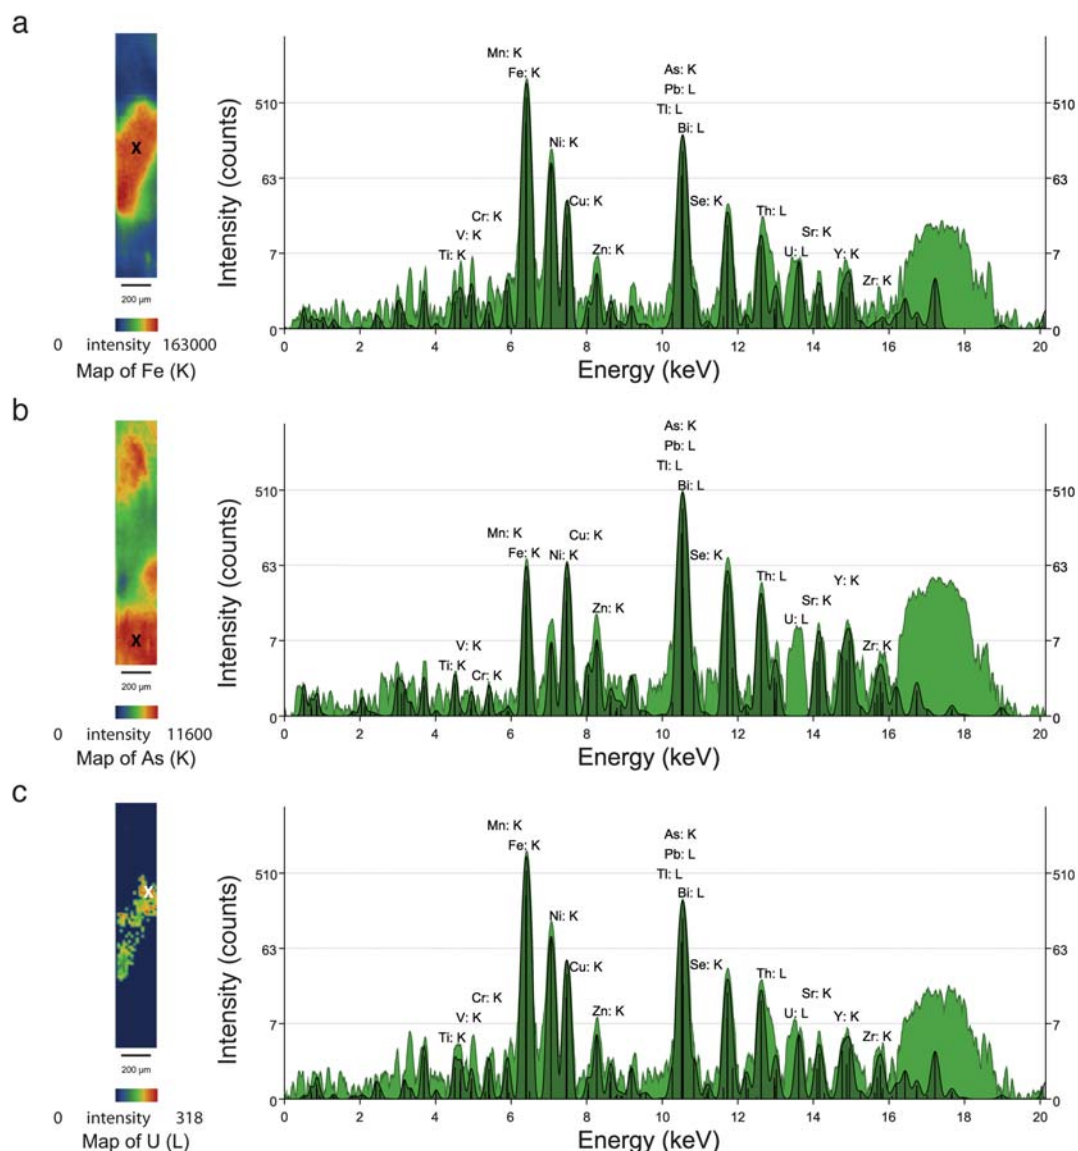 a
Mn: K
Fe: K
Ni: K
Cu: K
Cr: K
V: K
Ti: K
Zn: K
As: K
Pb: L
Tl: L
Bi: L
Se: K
Th: L
U: L
Sr: K
Y: K
Zr: K
Intensity (counts)
510
63
7
0
510
63
7
0
0 2 4 6 8 10 12 14 16 18 20
Energy (keV)
X
200 µm
0 intensity 163000
Map of Fe (K)
b
As: K
Pb: L
Tl: L
Bi: L
Mn: K
Fe: K
Cu: K
Ni: K
Se: K
Zn: K
V: K
Ti: K
Cr: K
Th: L
U: L
Sr: K
Y: K
Zr: K
Intensity (counts)
510
63
7
0
510
63
7
0
0 2 4 6 8 10 12 14 16 18 20
Energy (keV)
X
200 µm
0 intensity 11600
Map of As (K)
c
Mn: K
Fe: K
Ni: K
Cu: K
Cr: K
V: K
Ti: K
Zn: K
As: K
Pb: L
Tl: L
Bi: L
Se: K
Th: L
U: L
Sr: K
Y: K
Zr: K
Intensity (counts)
510
63
7
0
510
63
7
0
0 2 4 6 8 10 12 14 16 18 20
Energy (keV)
X
200 µm
0 intensity 318
Map of U (L)